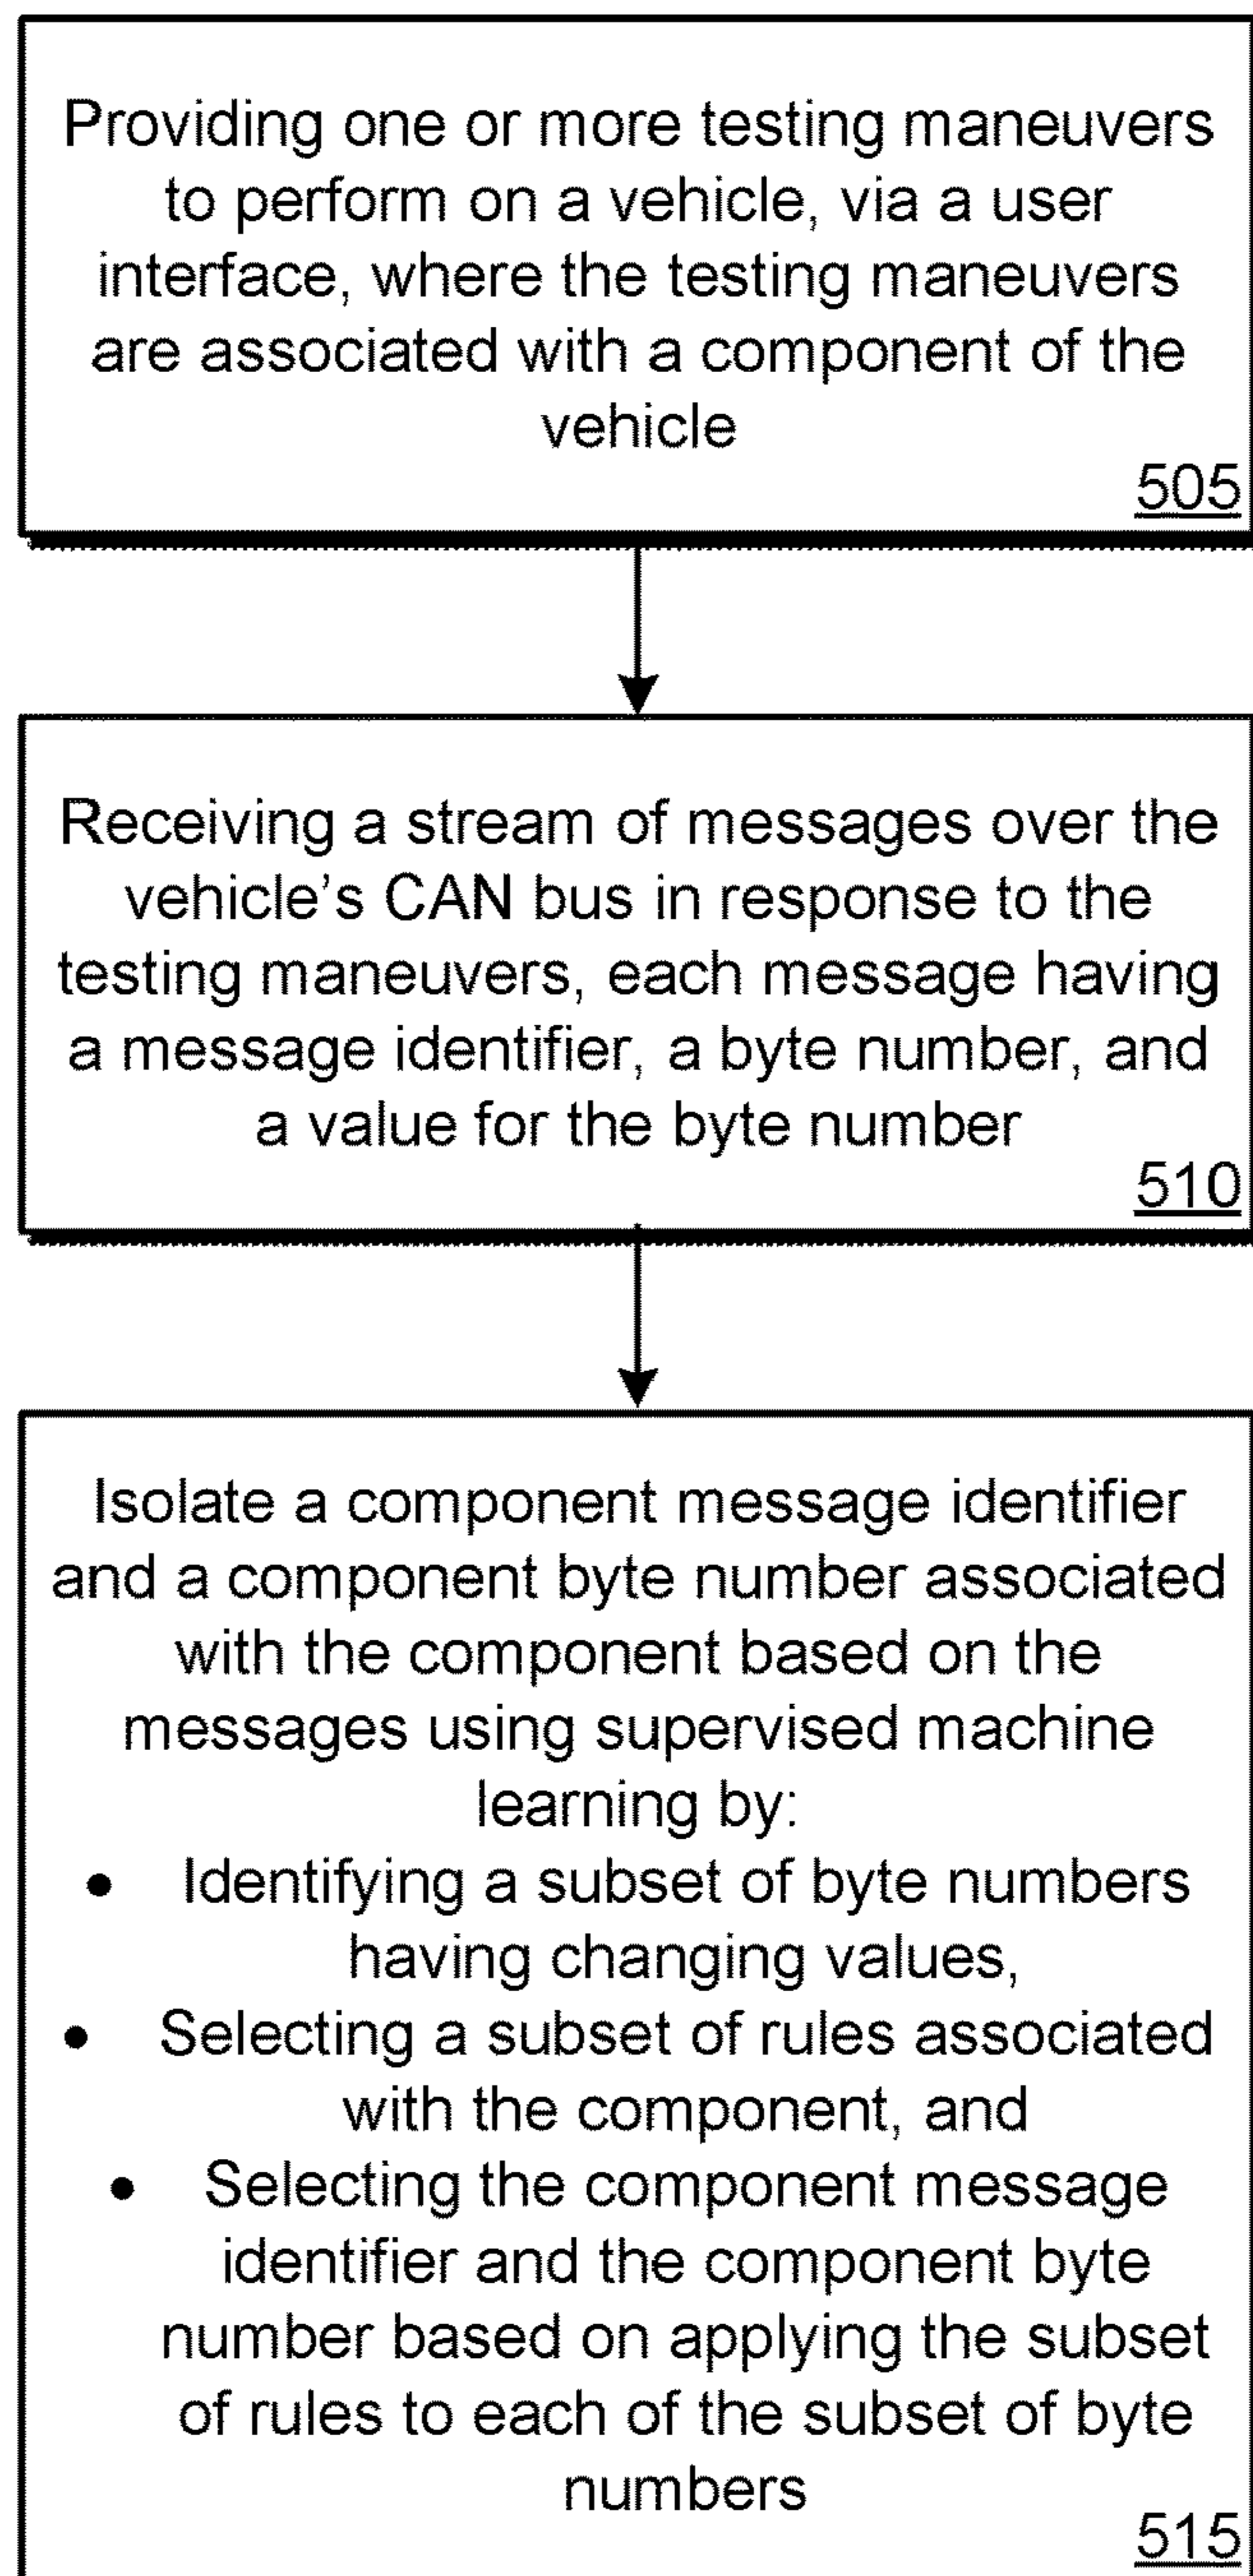 Providing one or more testing maneuvers
to perform on a vehicle, via a user
interface, where the testing maneuvers
are associated with a component of the
vehicle
505
Receiving a stream of messages over the
vehicle's CAN bus in response to the
testing maneuvers, each message having
a message identifier, a byte number, and
a value for the byte number
510
Isolate a component message identifier
and a component byte number associated
with the component based on the
messages using supervised machine
learning by:
• Identifying a subset of byte numbers
having changing values,
• Selecting a subset of rules associated
with the component, and
• Selecting the component message
identifier and the component byte
number based on applying the subset
of rules to each of the subset of byte
numbers
515